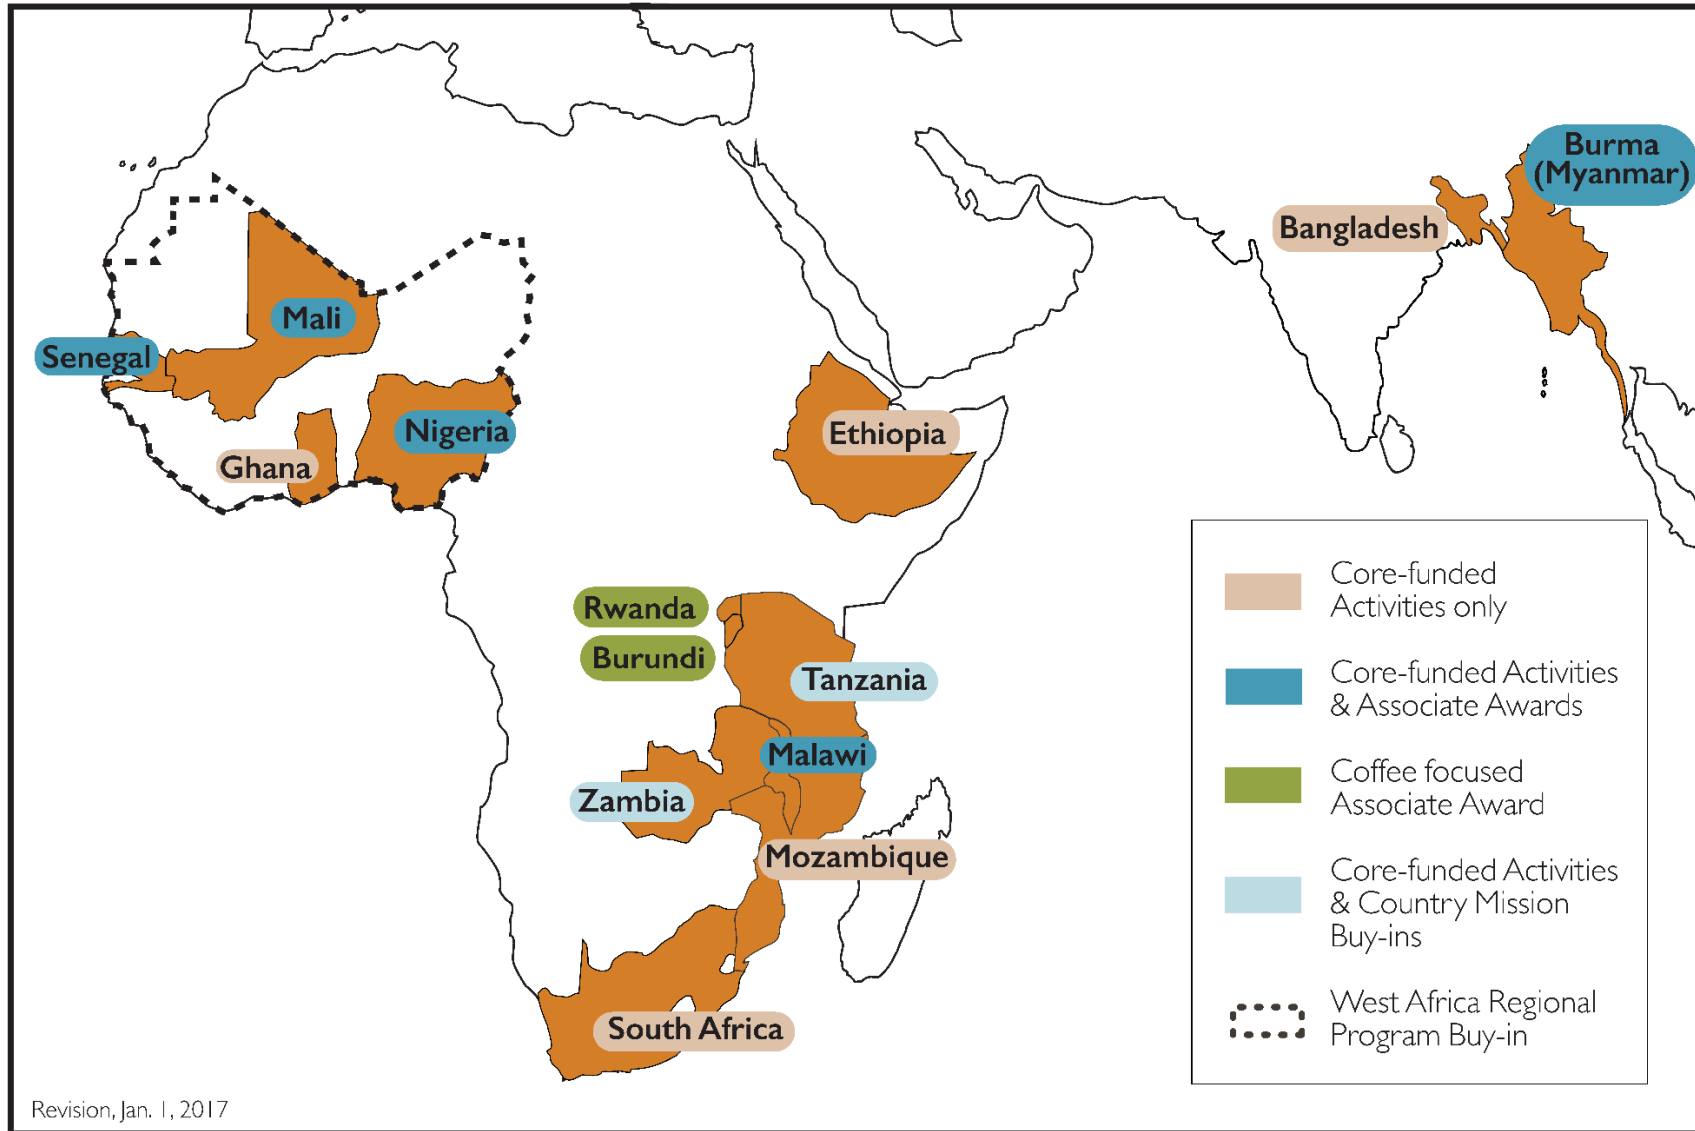 Burma
(Myanmar)
Bangladesh
Mali
Senegal
Nigeria
Ghana
Ethiopia
Rwanda
Burundi
Tanzania
Malawi
Zambia
Mozambique
South Africa
Core-funded
Activities only
Core-funded Activities
& Associate Awards
Coffee focused
Associate Award
Core-funded Activities
& Country Mission
Buy-ins
West Africa Regional
Program Buy-in
Revision, Jan. 1, 2017